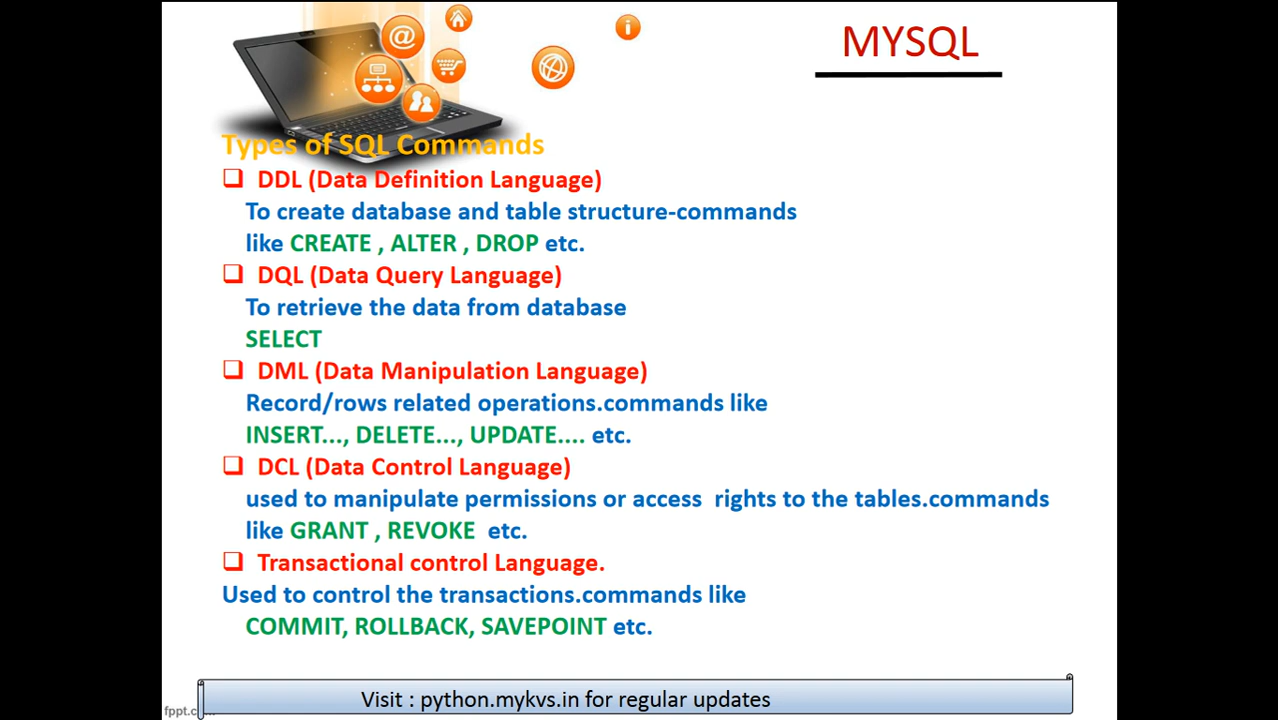 MYSQL
Types of SQL Commands
❑ DDL (Data Definition Language)
To create database and table structure-commands
like CREATE , ALTER , DROP etc.
❑ DQL (Data Query Language)
To retrieve the data from database
SELECT
❑ DML (Data Manipulation Language)
Record/rows related operations.commands like
INSERT..., DELETE..., UPDATE.... etc.
❑ DCL (Data Control Language)
used to manipulate permissions or access rights to the tables.commands
like GRANT , REVOKE etc.
❑ Transactional control Language.
Used to control the transactions.commands like
COMMIT, ROLLBACK, SAVEPOINT etc.
Visit : python.mykvs.in for regular updates